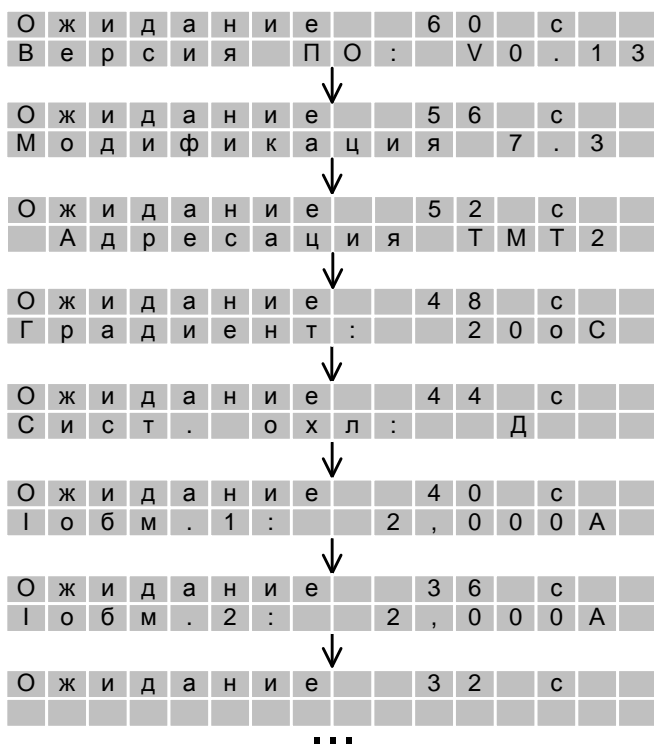 Ожидание 60 с
Версия ПО: V0.13
Ожидание 56 с
Модификация 7.3
Ожидание 52 с
Адресация ТМТ2
Ожидание 48 с
Градиент: 20оС
Ожидание 44 с
Сист. охл: Д
Ожидание 40 с
Iобм.1: 2,000А
Ожидание 36 с
Iобм.2: 2,000А
Ожидание 32 с
...